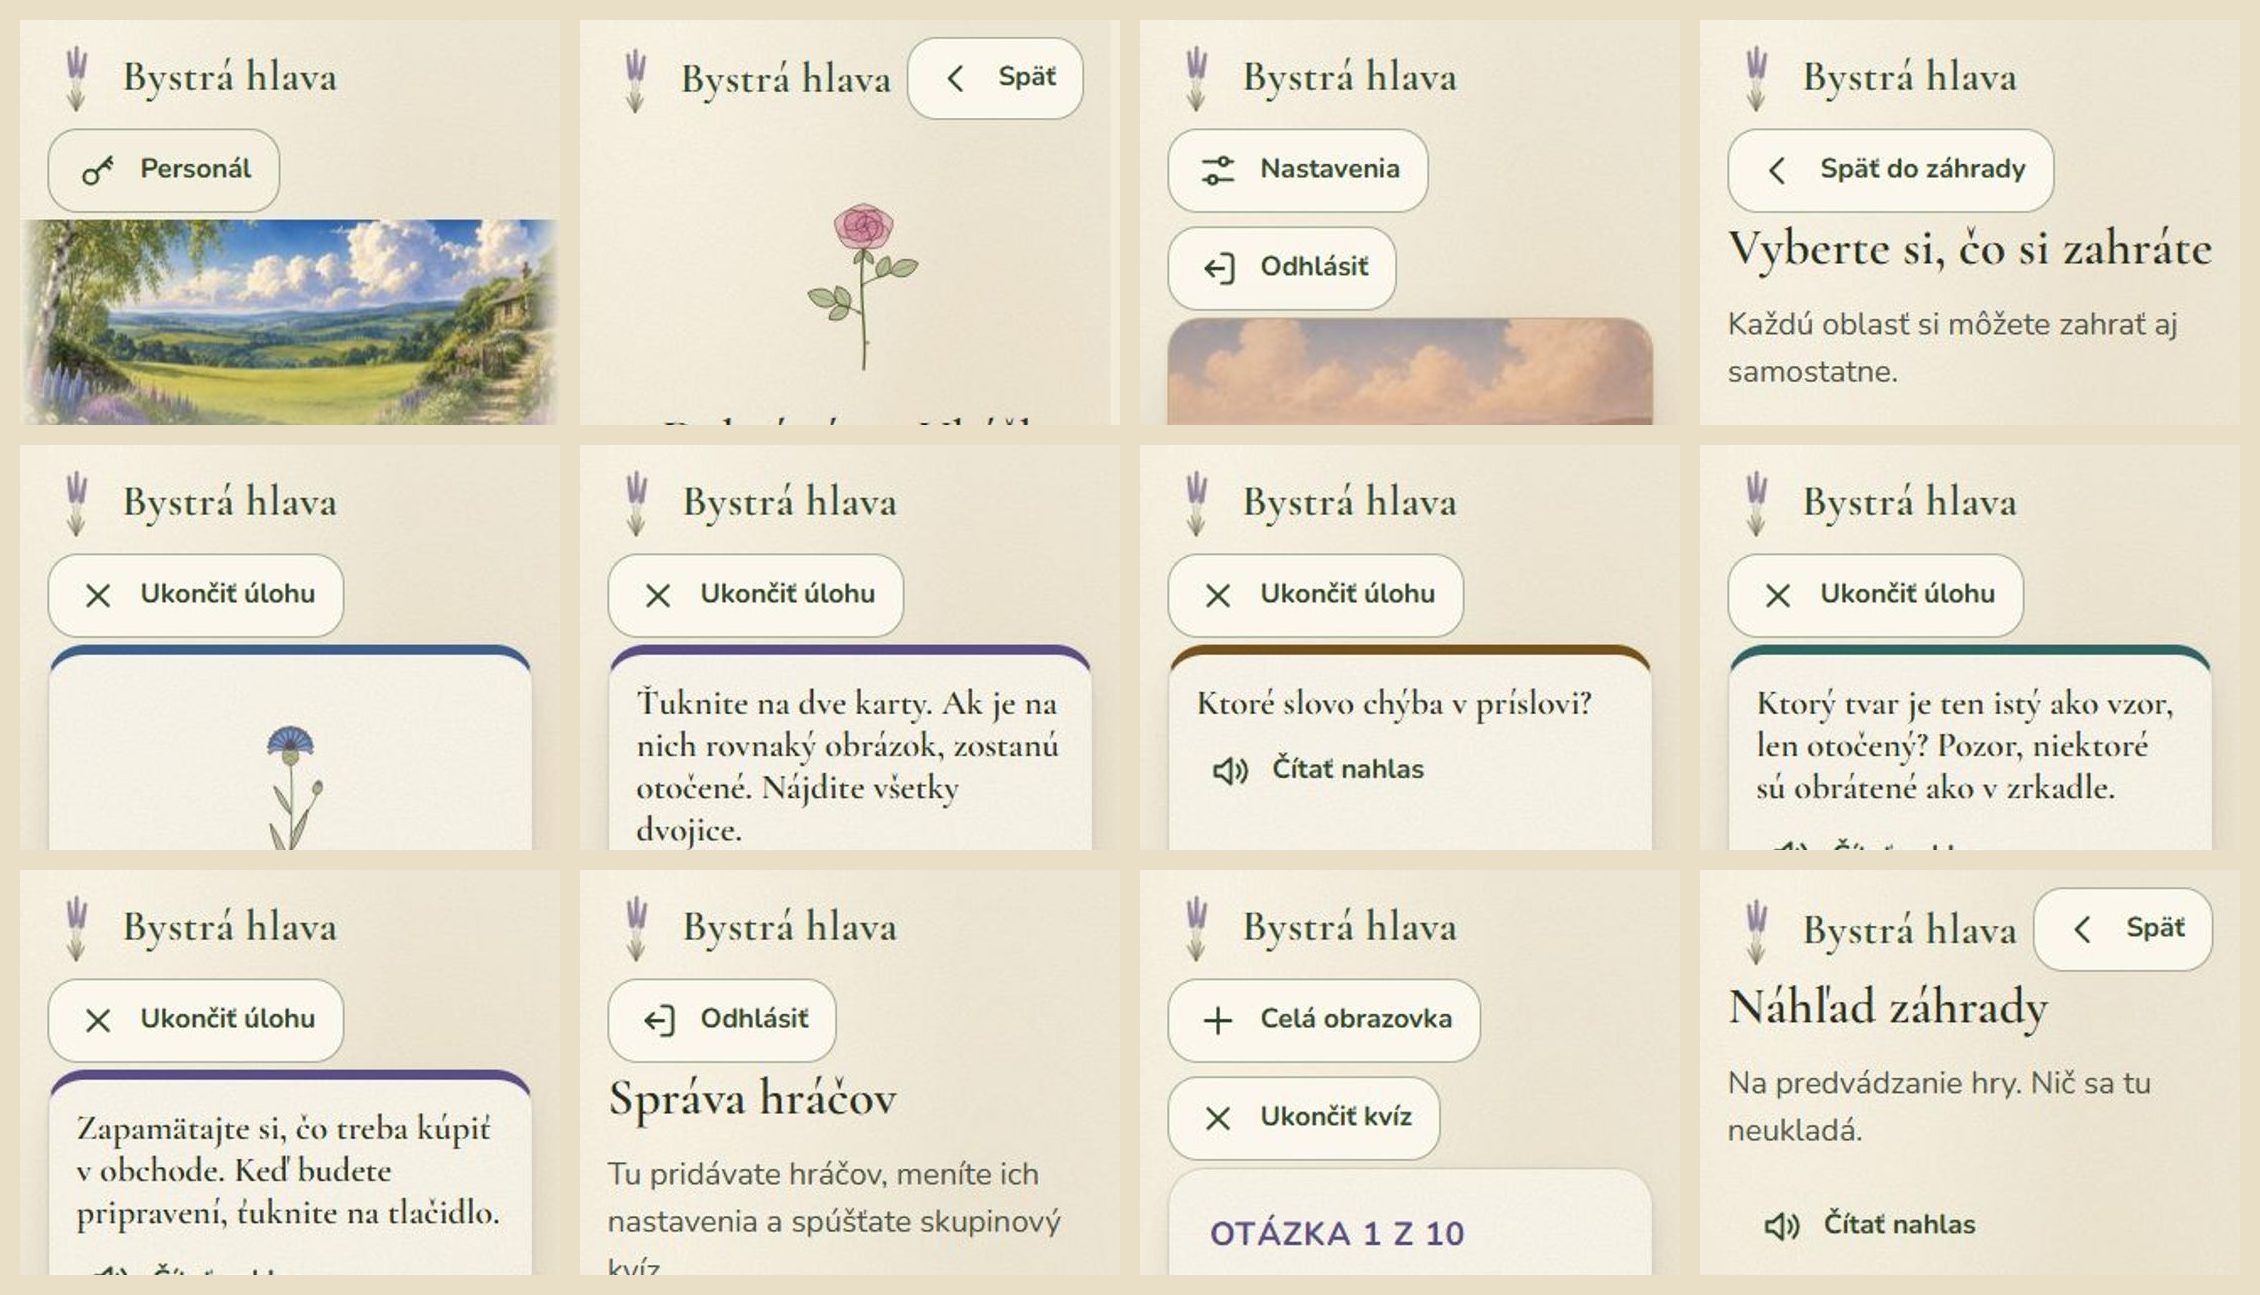 Bystrá hlava
Personál
Bystrá hlava
Späť
Bystrá hlava
Nastavenia
Odhlásiť
Bystrá hlava
Späť do záhrady
Vyberte si, čo si zahráte
Každú oblasť si môžete zahrať aj
samostatne.
Bystrá hlava
Ukončiť úlohu
Bystrá hlava
Ukončiť úlohu
Ťuknite na dve karty. Ak je na
nich rovnaký obrázok, zostanú
otočené. Nájdite všetky
dvojice.
Bystrá hlava
Ukončiť úlohu
Ktoré slovo chýba v prísloví?
Čítať nahlas
Bystrá hlava
Ukončiť úlohu
Ktorý tvar je ten istý ako vzor,
len otočený? Pozor, niektoré
sú obrátené ako v zrkadle.
Bystrá hlava
Ukončiť úlohu
Zapamätajte si, čo treba kúpiť
v obchode. Keď budete
pripravení, ťuknite na tlačidlo.
Bystrá hlava
Odhlásiť
Správa hráčov
Tu pridávate hráčov, meníte ich
nastavenia a spúšťate skupinový
kvíz
Bystrá hlava
Celá obrazovka
Ukončiť kvíz
OTÁZKA 1 Z 10
Bystrá hlava
Späť
Náhľad záhrady
Na predvádzanie hry. Nič sa tu
neukladá.
Čítať nahlas